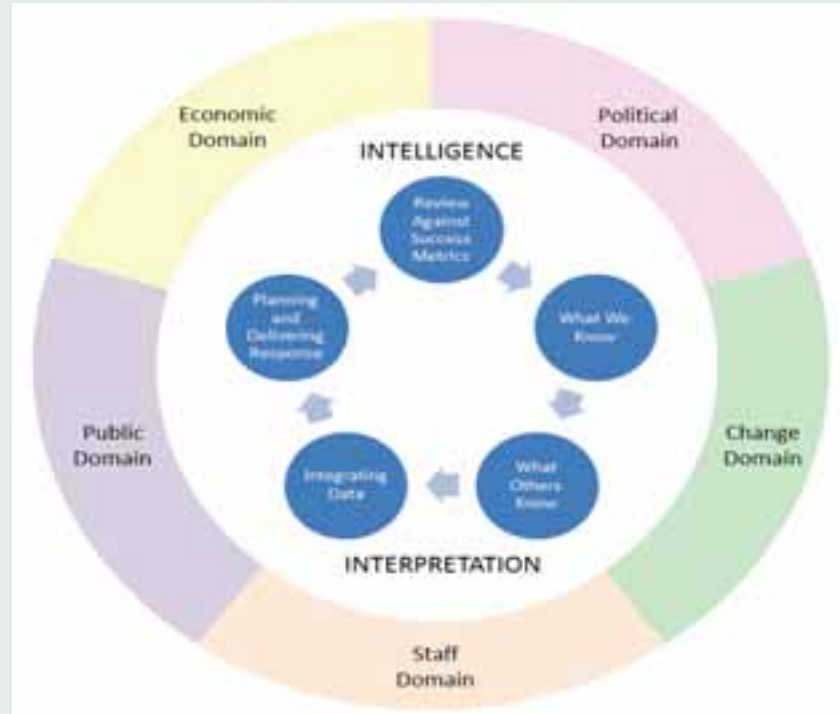 Economic
Domain
Political
Domain
INTELLIGENCE
Review
Against
Success
Metrics
What We
Know
What
Others
Know
Integrating
Data
Planning
and
Delivering
Response
INTERPRETATION
Public
Domain
Change
Domain
Staff
Domain